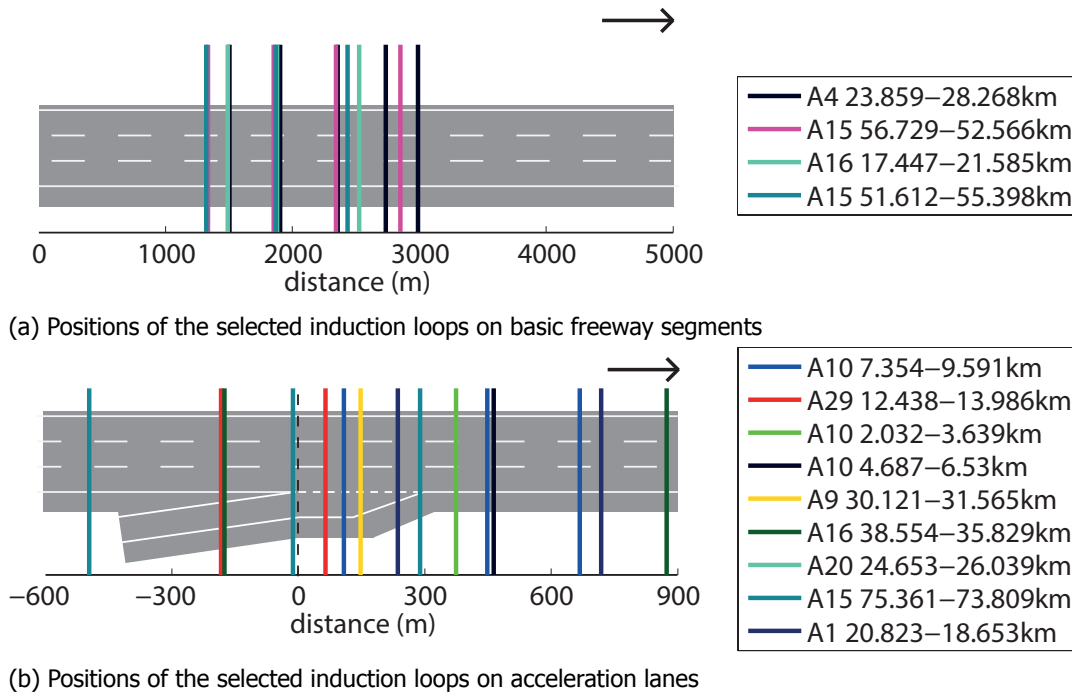 A4 23.859–28.268km
A15 56.729–52.566km
A16 17.447–21.585km
A15 51.612–55.398km
0 1000 2000 3000 4000 5000
distance (m)
(a) Positions of the selected induction loops on basic freeway segments
A10 7.354–9.591km
A29 12.438–13.986km
A10 2.032–3.639km
A10 4.687–6.53km
A9 30.121–31.565km
A16 38.554–35.829km
A20 24.653–26.039km
A15 75.361–73.809km
A1 20.823–18.653km
−600 −300 0 300 600 900
distance (m)
(b) Positions of the selected induction loops on acceleration lanes